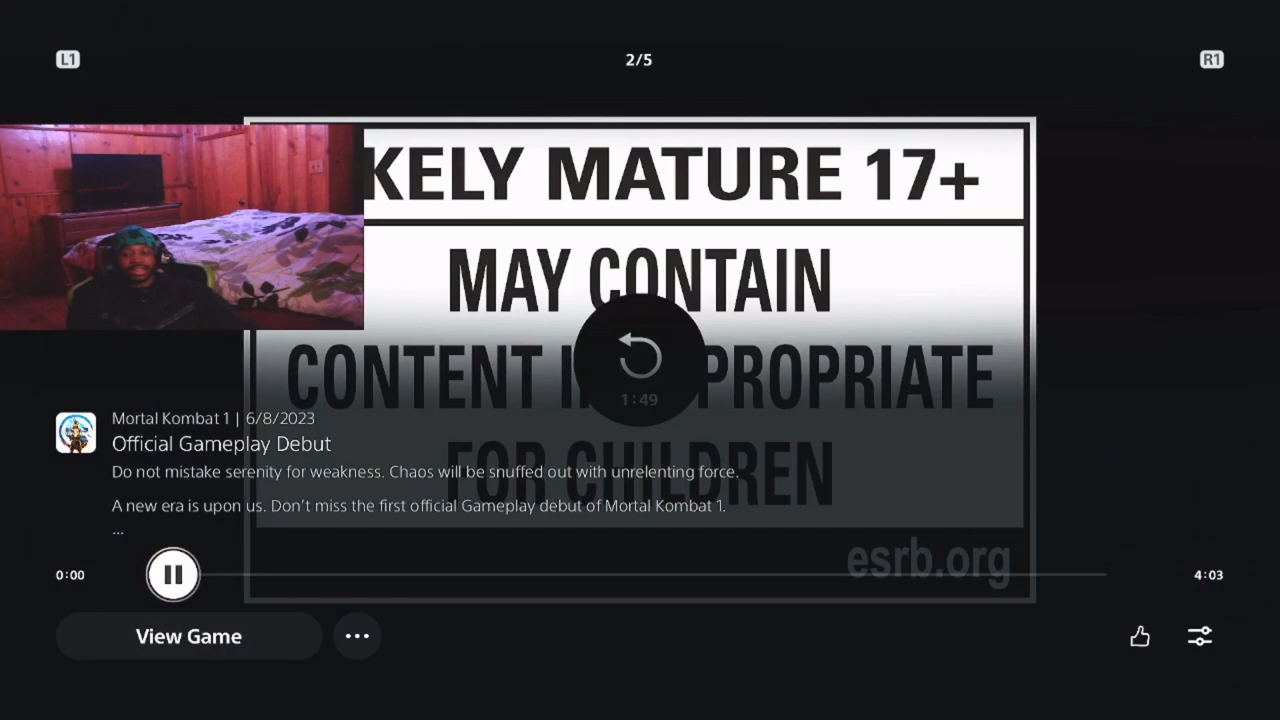 L1
2/5
R1
KELY MATURE 17+
MAY CONTAIN
CONTENT I PROPRIATE
FOR CHILDREN
1:49
Mortal Kombat 1 | 6/8/2023
Official Gameplay Debut
Do not mistake serenity for weakness. Chaos will be snuffed out with unrelenting force.
A new era is upon us. Don't miss the first official Gameplay debut of Mortal Kombat 1.
...
esrb.org
0:00
4:03
View Game